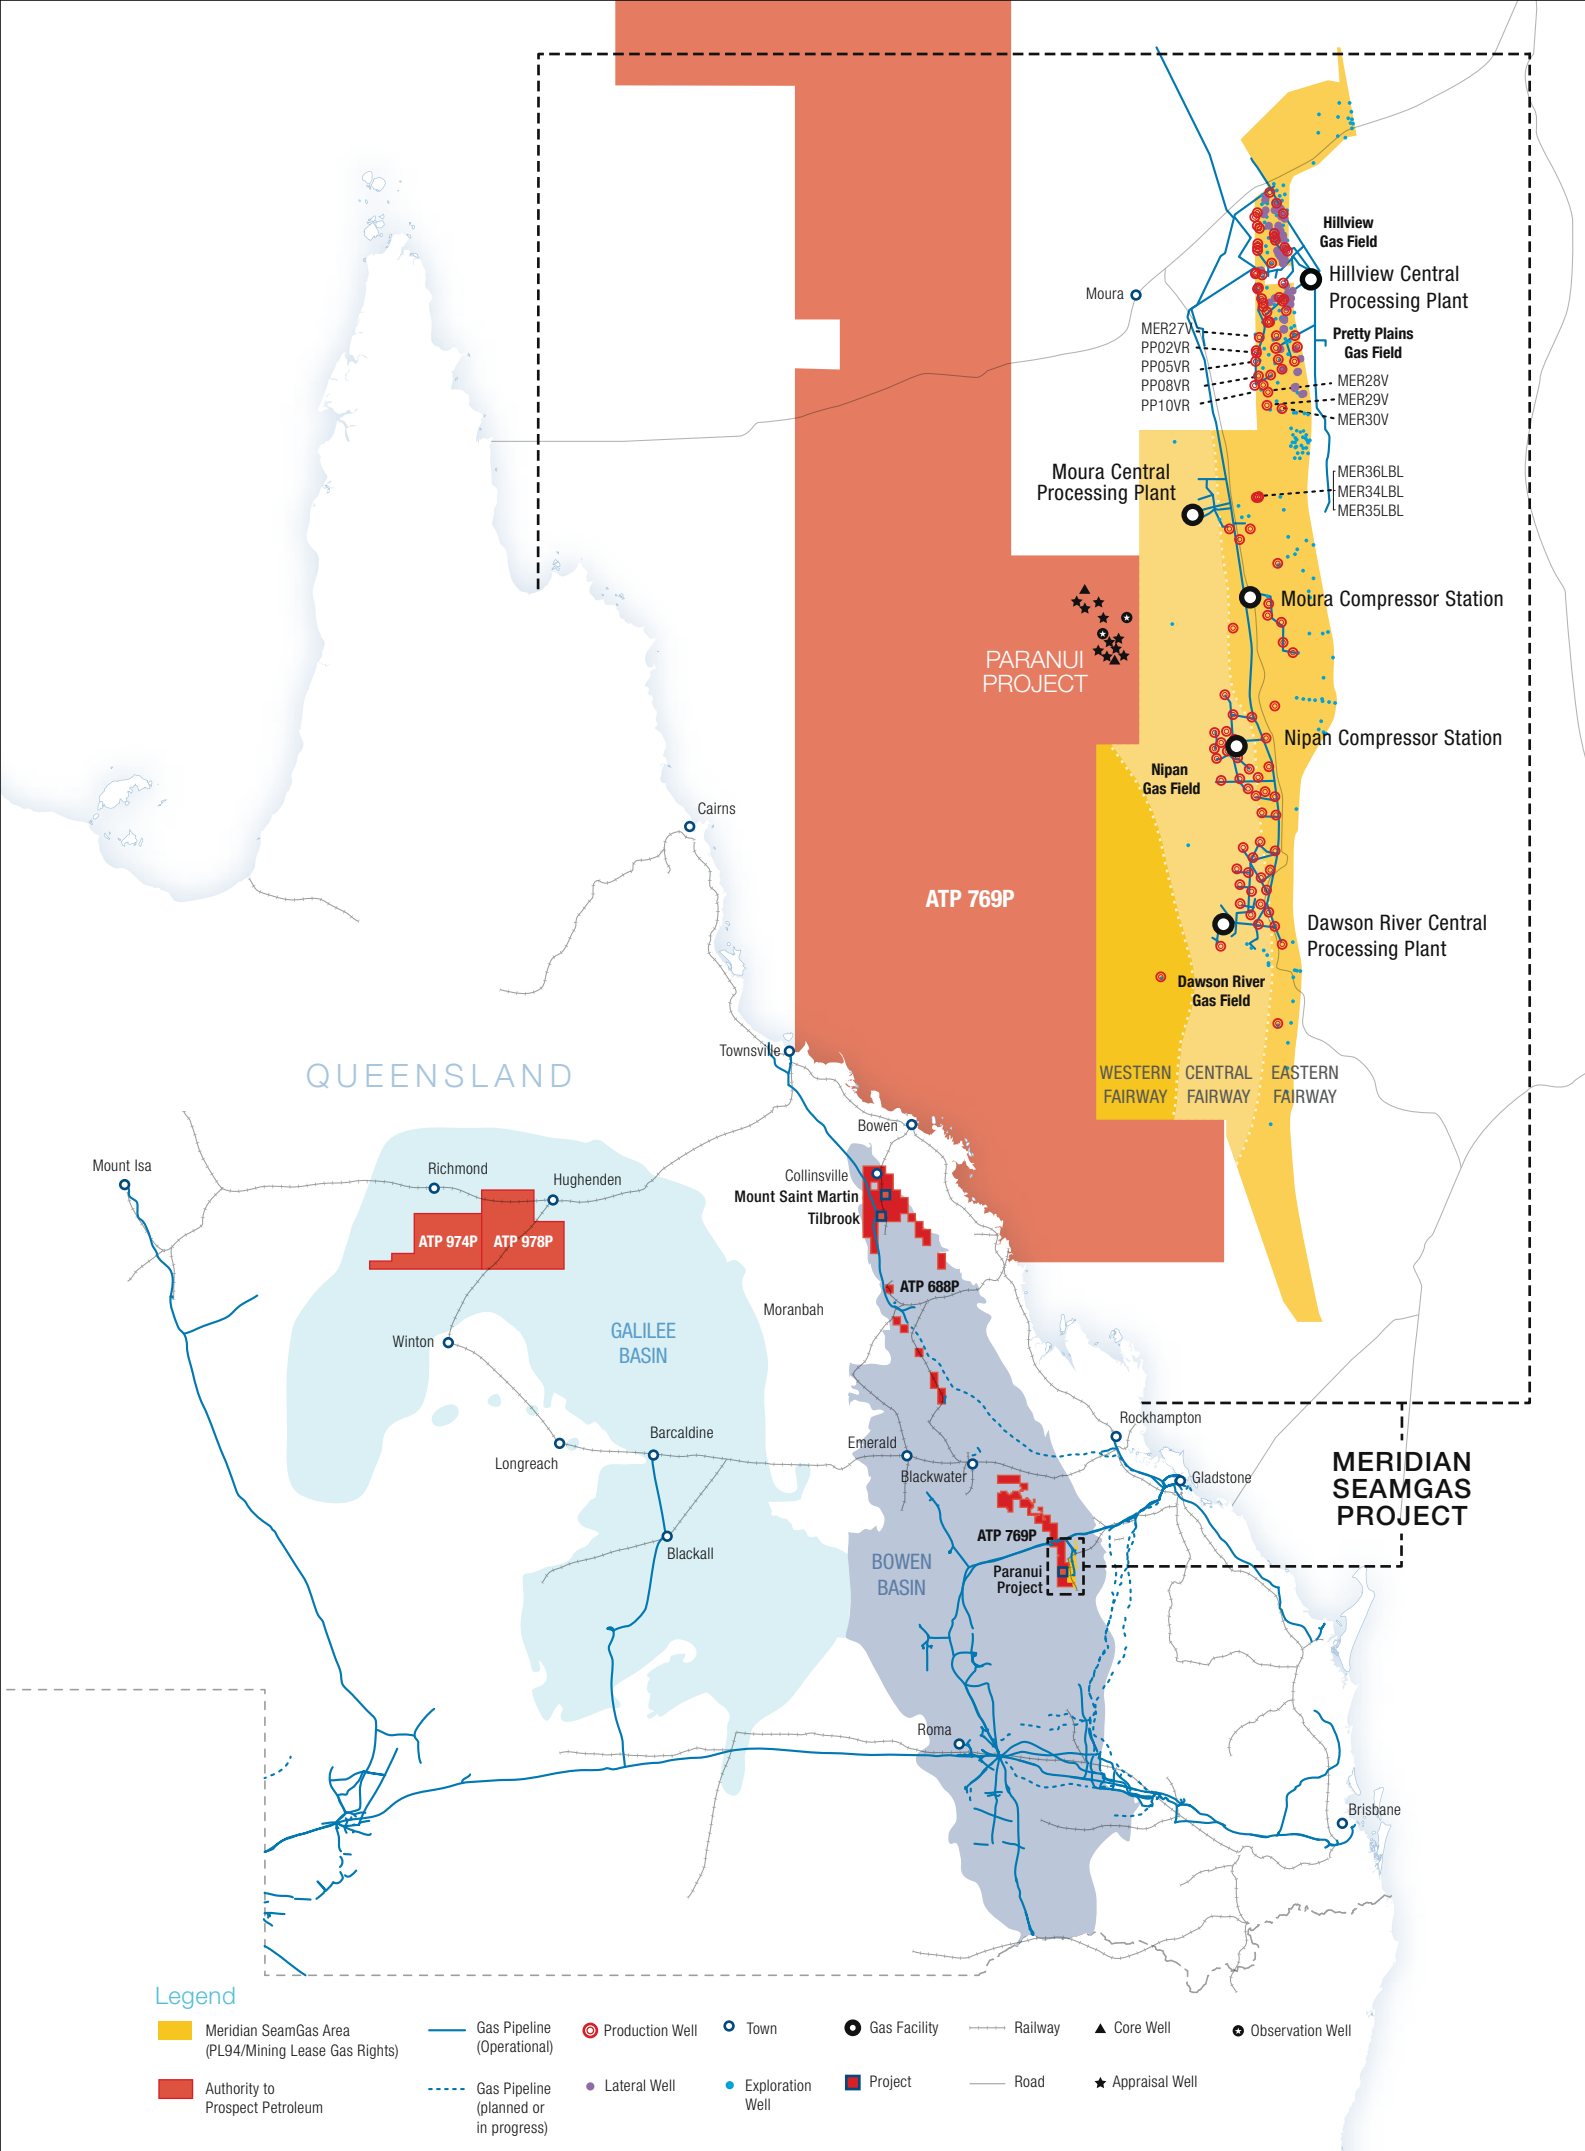 Hillview
Gas Field
Hillview Central
Processing Plant
Moura
MER27V
PP02VR
PP05VR
PP08VR
PP10VR
Pretty Plains
Gas Field
MER28V
MER29V
MER30V
Moura Central
Processing Plant
MER36LBL
MER34LBL
MER35LBL
Moura Compressor Station
PARANUI
PROJECT
Nipan Compressor Station
Nipan
Gas Field
Cairns
ATP 769P
Dawson River Central
Processing Plant
Dawson River
Gas Field
Townsville
QUEENSLAND
WESTERN
FAIRWAY
CENTRAL
FAIRWAY
EASTERN
FAIRWAY
Bowen
Mount Isa
Richmond
Hughenden
Collinsville
Mount Saint Martin
Tilbrook
ATP 974P
ATP 978P
ATP 688P
Moranbah
Winton
GALILEE
BASIN
Rockhampton
Barcaldine
Emerald
Longreach
Blackwater
Gladstone
MERIDIAN
SEAMGAS
PROJECT
ATP 769P
Blackall
BOWEN
BASIN
Paranui
Project
Roma
Brisbane
Legend
Meridian SeamGas Area
(PL94/Mining Lease Gas Rights)
Gas Pipeline
(Operational)
Production Well
Town
Gas Facility
Railway
Core Well
Observation Well
Authority to
Prospect Petroleum
Gas Pipeline
(planned or
in progress)
Lateral Well
Exploration
Well
Project
Road
Appraisal Well